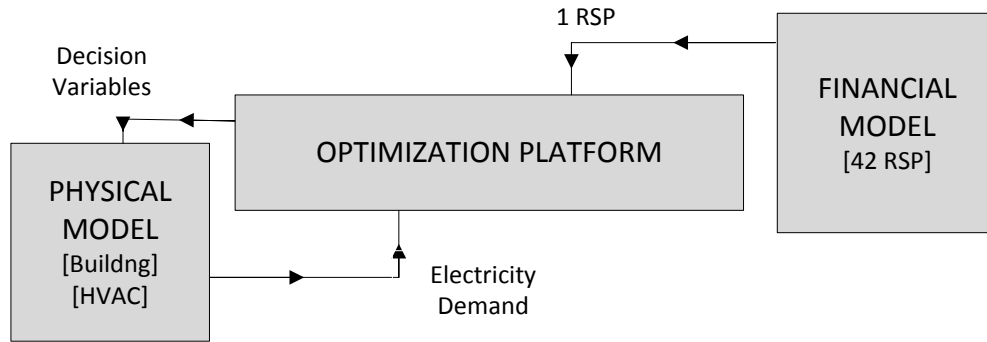 1 RSP
Decision
Variables
FINANCIAL
MODEL
[42 RSP]
OPTIMIZATION PLATFORM
PHYSICAL
MODEL
[Buildng]
[HVAC]
Electricity
Demand